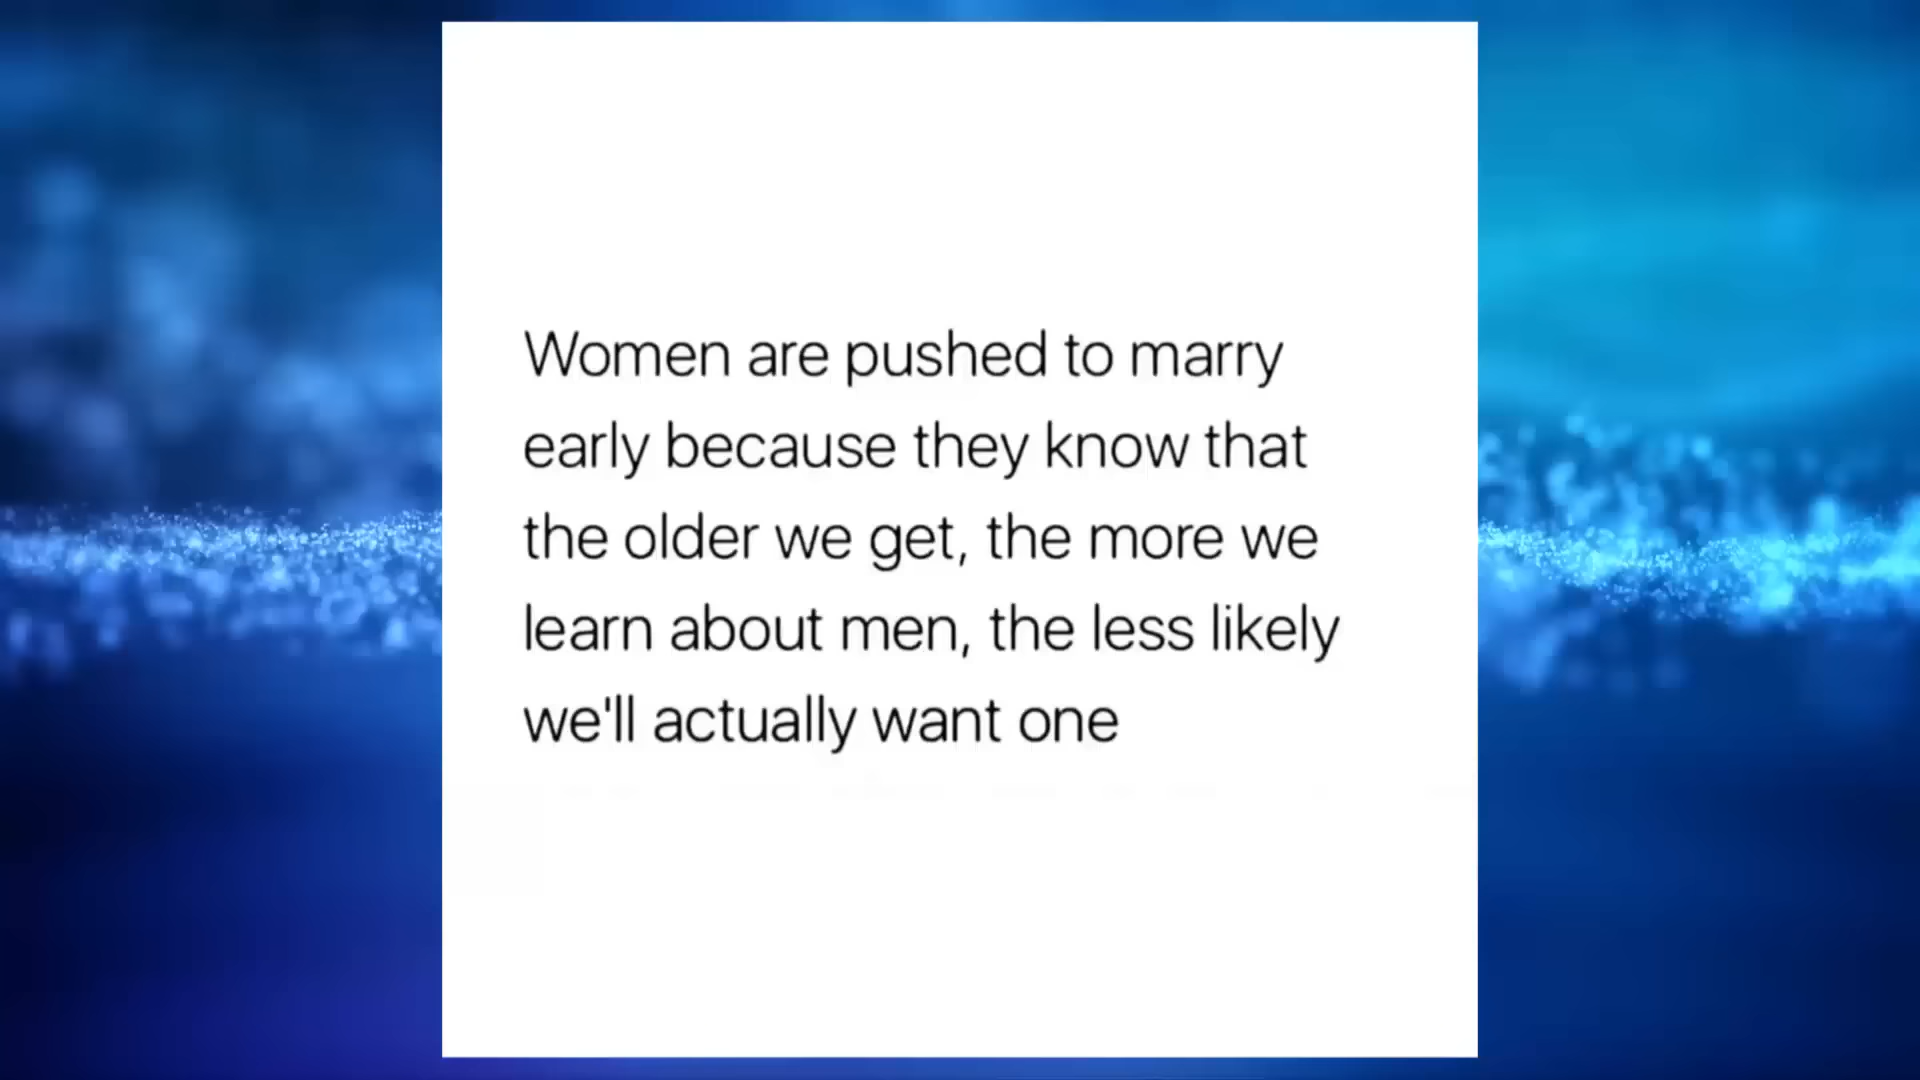 Women are pushed to marry
early because they know that
the older we get, the more we
learn about men, the less likely
we'll actually want one